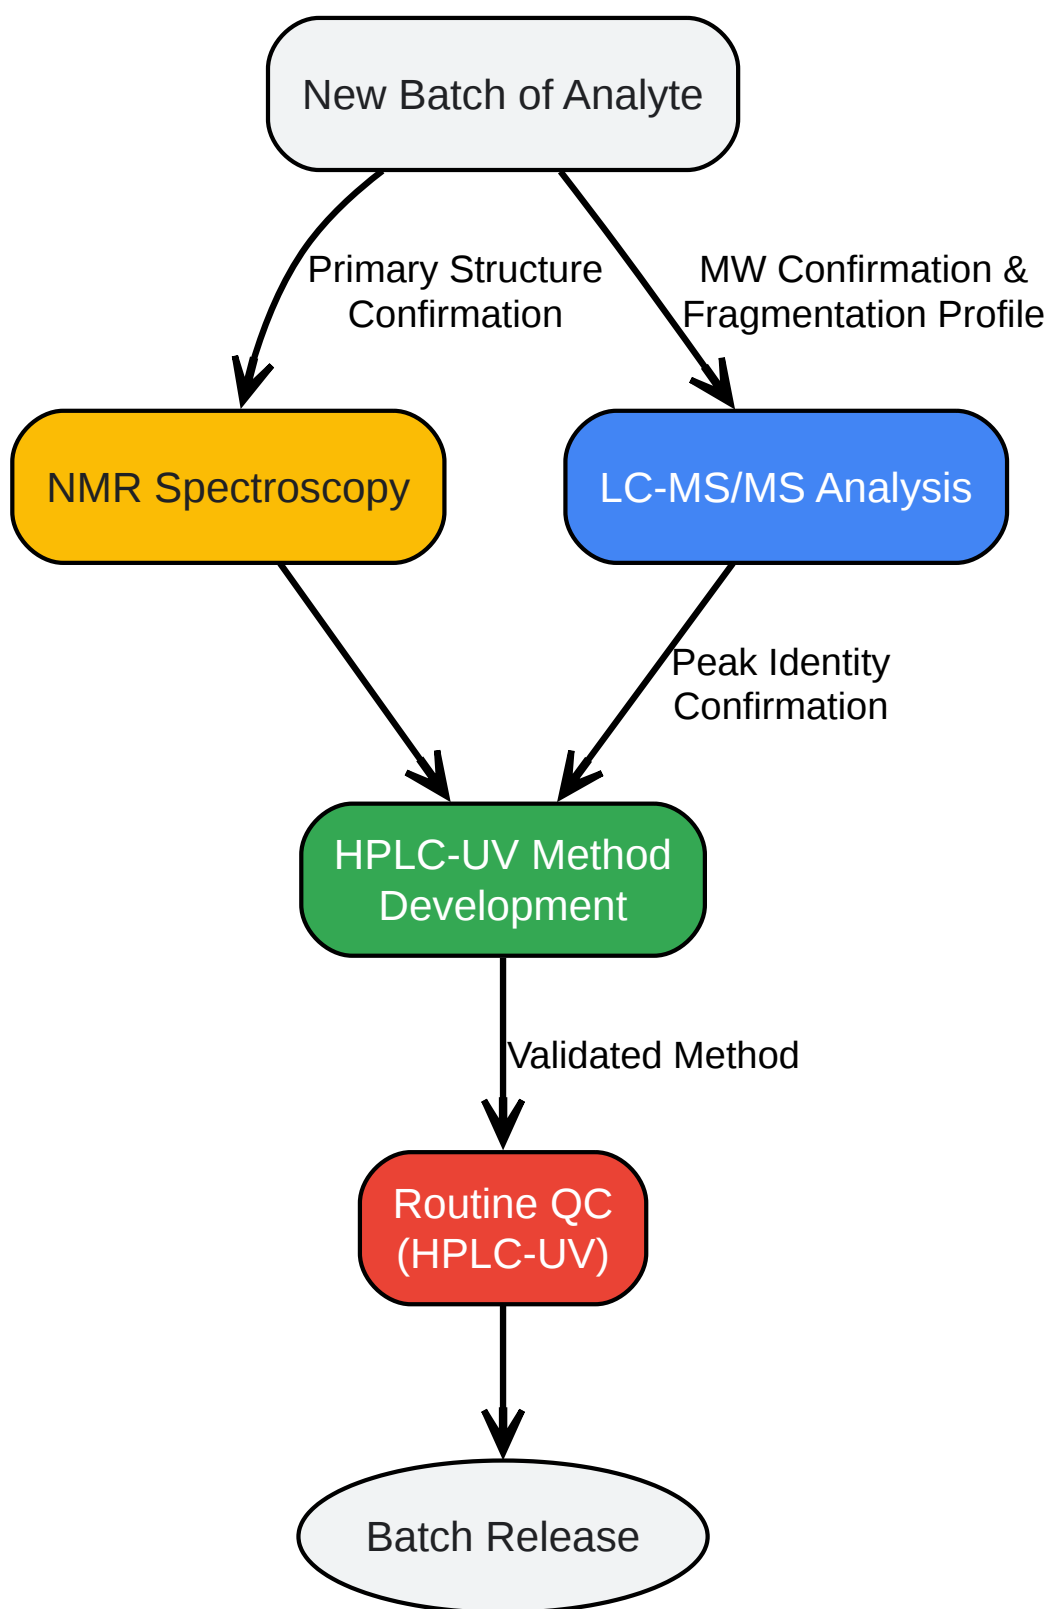 New Batch of Analyte
Primary Structure
Confirmation
MW Confirmation &
Fragmentation Profile
NMR Spectroscopy
LC-MS/MS Analysis
Peak Identity
Confirmation
HPLC-UV Method
Development
Validated Method
Routine QC
(HPLC-UV)
Batch Release